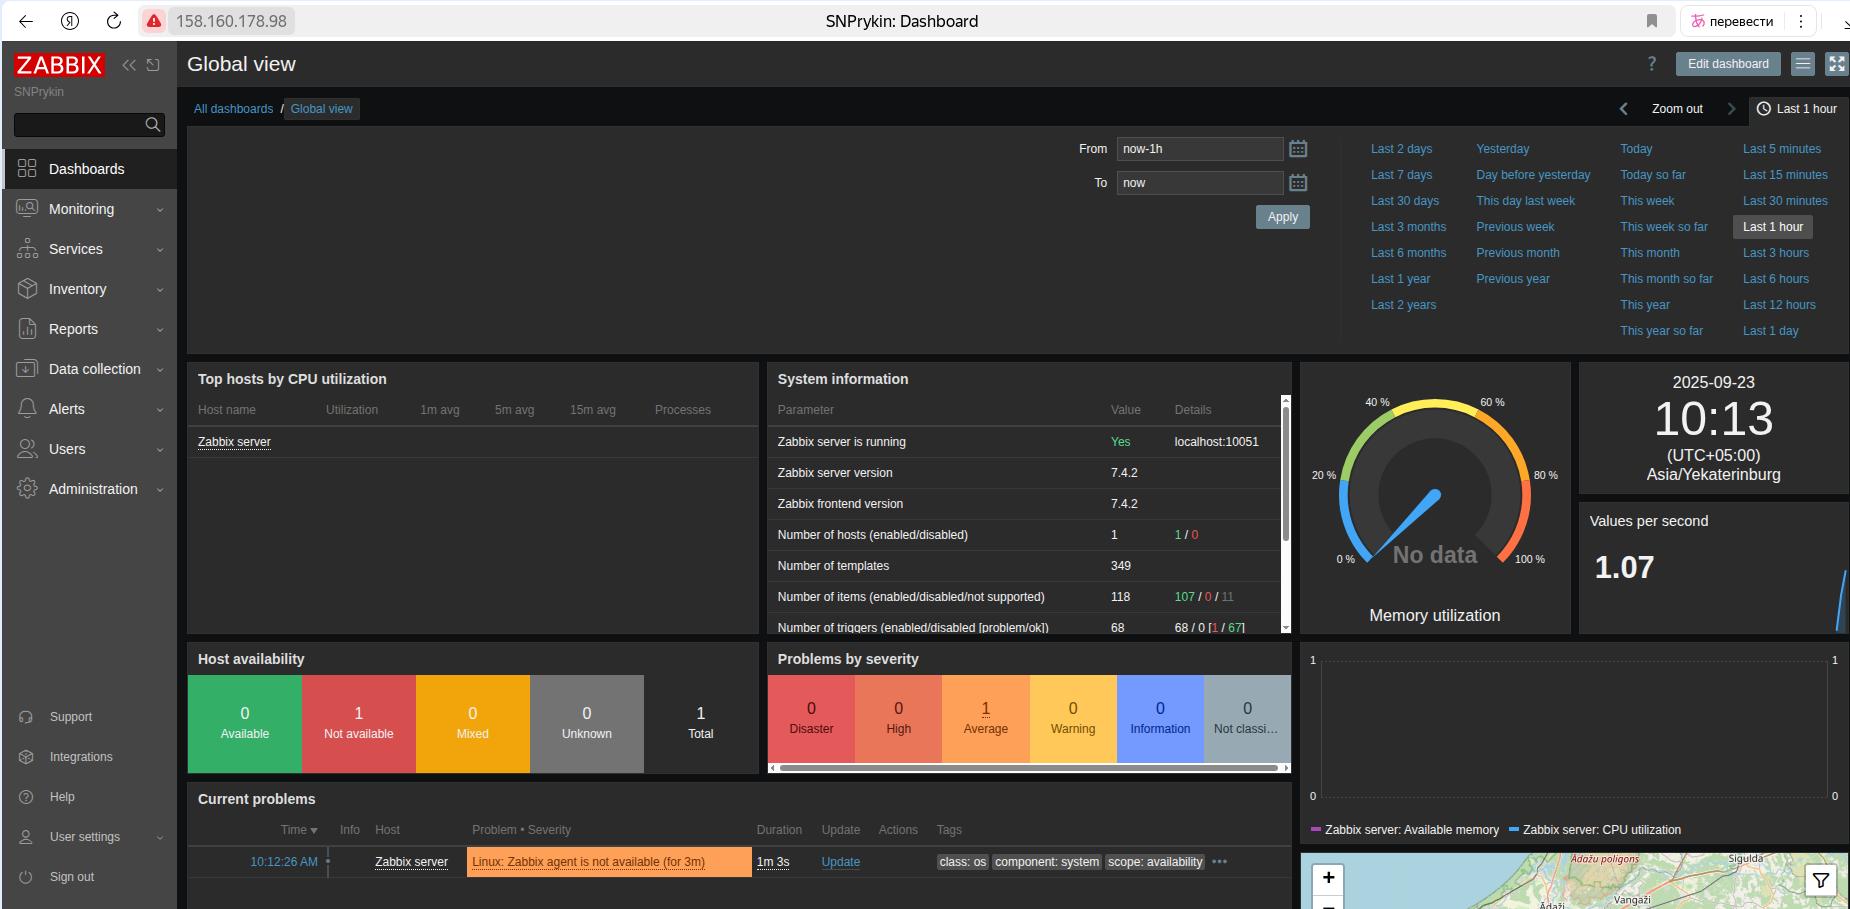 158.160.178.98
SNPrykin: Dashboard
あ перевести
ZABBIX
SNPrykin
Dashboards
Monitoring
Services
Inventory
Reports
Data collection
Alerts
Users
Administration
Support
Integrations
Help
User settings
Sign out
Global view
? Edit dashboard
All dashboards / Global view
Zoom out Last 1 hour
From now-1h
To now
Apply
Last 2 days Yesterday Today Last 5 minutes
Last 7 days Day before yesterday Today so far Last 15 minutes
Last 30 days This day last week This week Last 30 minutes
Last 3 months Previous week This week so far Last 1 hour
Last 6 months Previous month This month Last 3 hours
Last 1 year Previous year This month so far Last 6 hours
Last 2 years This year Last 12 hours
This year so far Last 1 day
Top hosts by CPU utilization
Host name Utilization 1m avg 5m avg 15m avg Processes
Zabbix server
System information
Parameter Value Details
Zabbix server is running Yes localhost:10051
Zabbix server version 7.4.2
Zabbix frontend version 7.4.2
Number of hosts (enabled/disabled) 1 1 / 0
Number of templates 349
Number of items (enabled/disabled/not supported) 118 107 / 0 / 11
Number of triggers (enabled/disabled [problem/ok]) 68 68 / 0 [1 / 67]
40 % 60 %
20 % 80 %
0 % No data 100 %
Memory utilization
2025-09-23
10:13
(UTC+05:00)
Asia/Yekaterinburg
Values per second
1.07
Host availability
0 Available
1 Not available
0 Mixed
0 Unknown
1 Total
Problems by severity
0 Disaster
0 High
1 Average
0 Warning
0 Information
0 Not classi…
1 1
0 0
Zabbix server: Available memory Zabbix server: CPU utilization
Current problems
Time Info Host Problem • Severity Duration Update Actions Tags
10:12:26 AM Zabbix server Linux: Zabbix agent is not available (for 3m) 1m 3s Update class: os component: system scope: availability •••
+
Ādažu poligons
Sigulda
Vangaži
Ādaži